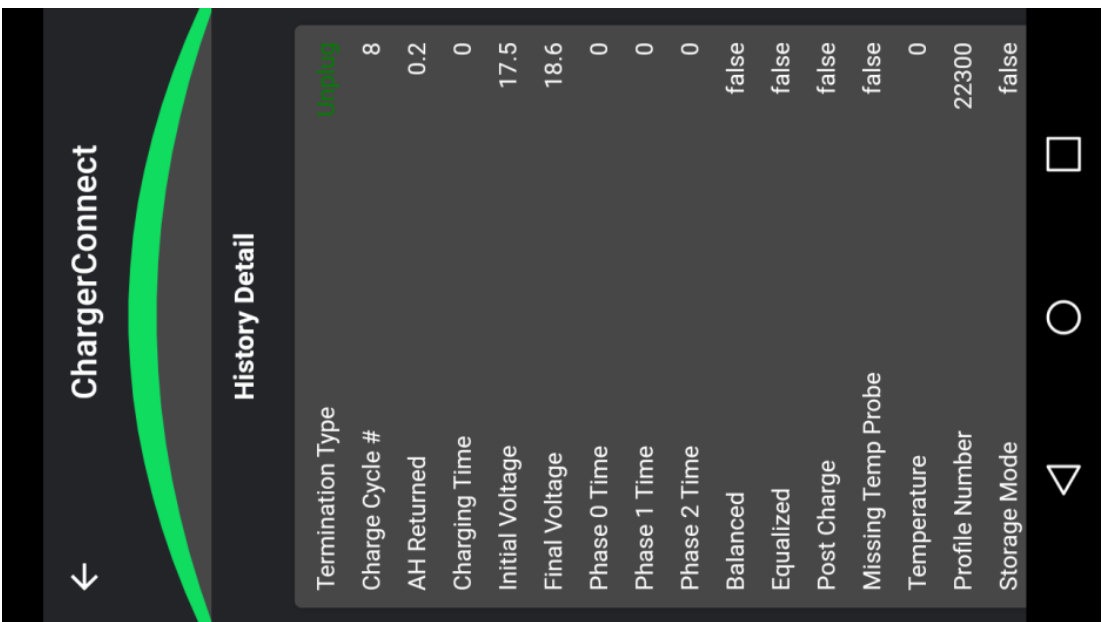 ChargerConnect
History Detail
Termination Type Unplug
Charge Cycle # 8
AH Returned 0.2
Charging Time 0
Initial Voltage 17.5
Final Voltage 18.6
Phase 0 Time 0
Phase 1 Time 0
Phase 2 Time 0
Balanced false
Equalized false
Post Charge false
Missing Temp Probe false
Temperature 0
Profile Number 22300
Storage Mode false